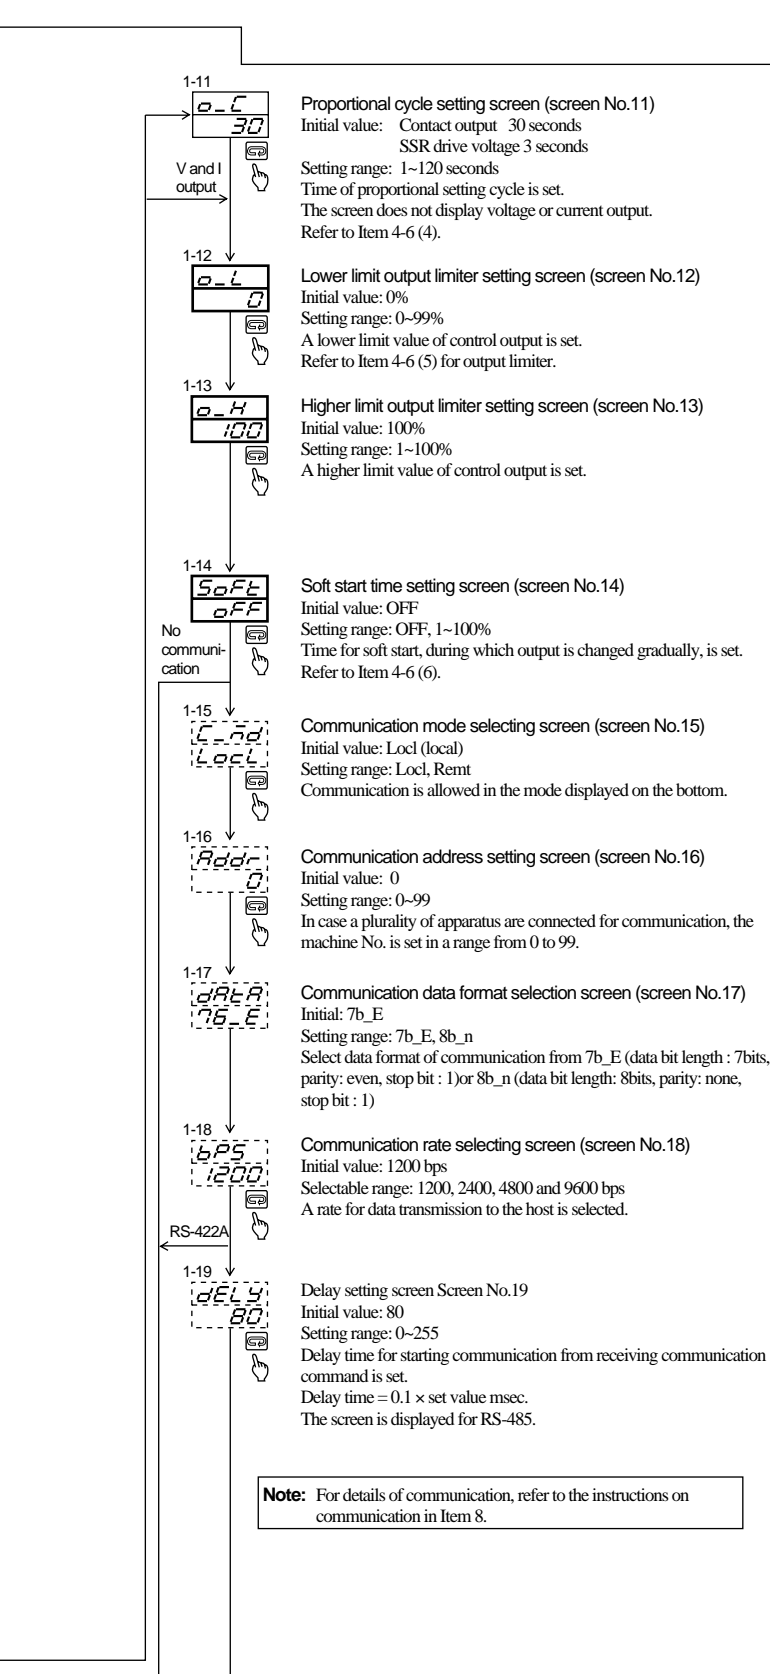 1-11
o_C
30
Proportional cycle setting screen (screen No.11)
Initial value: Contact output 30 seconds
SSR drive voltage 3 seconds
Setting range: 1~120 seconds
Time of proportional setting cycle is set.
The screen does not display voltage or current output.
Refer to Item 4-6 (4).
V and I
output
1-12
o_L
0
Lower limit output limiter setting screen (screen No.12)
Initial value: 0%
Setting range: 0~99%
A lower limit value of control output is set.
Refer to Item 4-6 (5) for output limiter.
1-13
o_H
100
Higher limit output limiter setting screen (screen No.13)
Initial value: 100%
Setting range: 1~100%
A higher limit value of control output is set.
1-14
SoFt
oFF
Soft start time setting screen (screen No.14)
Initial value: OFF
Setting range: OFF, 1~100%
Time for soft start, during which output is changed gradually, is set.
Refer to Item 4-6 (6).
No
communi-
cation
1-15
C_md
LocL
Communication mode selecting screen (screen No.15)
Initial value: Locl (local)
Setting range: Locl, Remt
Communication is allowed in the mode displayed on the bottom.
1-16
Addr
0
Communication address setting screen (screen No.16)
Initial value: 0
Setting range: 0~99
In case a plurality of apparatus are connected for communication, the
machine No. is set in a range from 0 to 99.
1-17
dAtA
7b_E
Communication data format selection screen (screen No.17)
Initial: 7b_E
Setting range: 7b_E, 8b_n
Select data format of communication from 7b_E (data bit length : 7bits,
parity: even, stop bit : 1)or 8b_n (data bit length: 8bits, parity: none,
stop bit : 1)
1-18
bPS
1200
Communication rate selecting screen (screen No.18)
Initial value: 1200 bps
Selectable range: 1200, 2400, 4800 and 9600 bps
A rate for data transmission to the host is selected.
RS-422A
1-19
dELY
80
Delay setting screen Screen No.19
Initial value: 80
Setting range: 0~255
Delay time for starting communication from receiving communication
command is set.
Delay time = 0.1 × set value msec.
The screen is displayed for RS-485.
Note: For details of communication, refer to the instructions on
communication in Item 8.